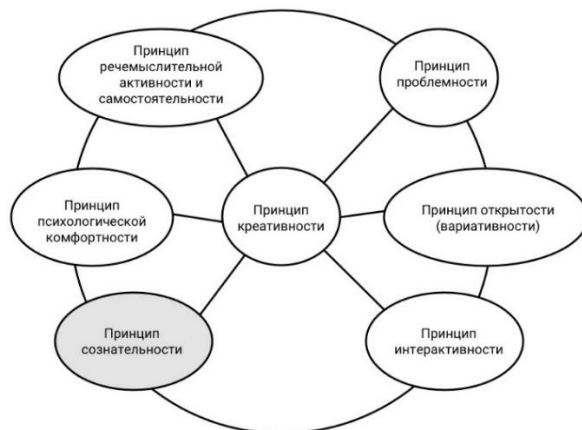 Принцип
речемыслительной
активности и
самостоятельности
Принцип
проблемности
Принцип
психологической
комфортности
Принцип
креативности
Принцип открытости
(вариативности)
Принцип
сознательности
Принцип
интерактивности